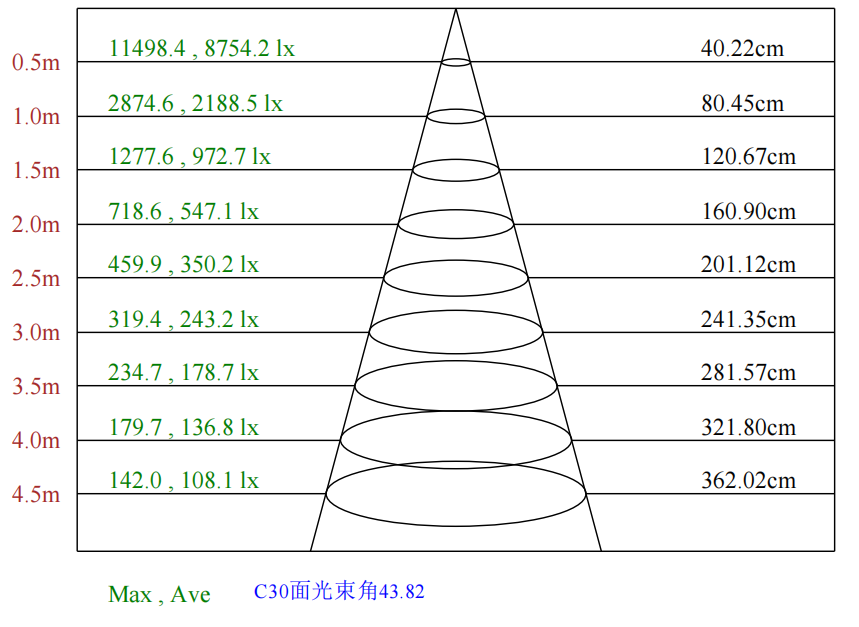 11498.4 , 8754.2 lx 40.22cm
0.5m
2874.6 , 2188.5 lx 80.45cm
1.0m
1277.6 , 972.7 lx 120.67cm
1.5m
718.6 , 547.1 lx 160.90cm
2.0m
459.9 , 350.2 lx 201.12cm
2.5m
319.4 , 243.2 lx 241.35cm
3.0m
234.7 , 178.7 lx 281.57cm
3.5m
179.7 , 136.8 lx 321.80cm
4.0m
142.0 , 108.1 lx 362.02cm
4.5m
Max , Ave C30面光束角43.82